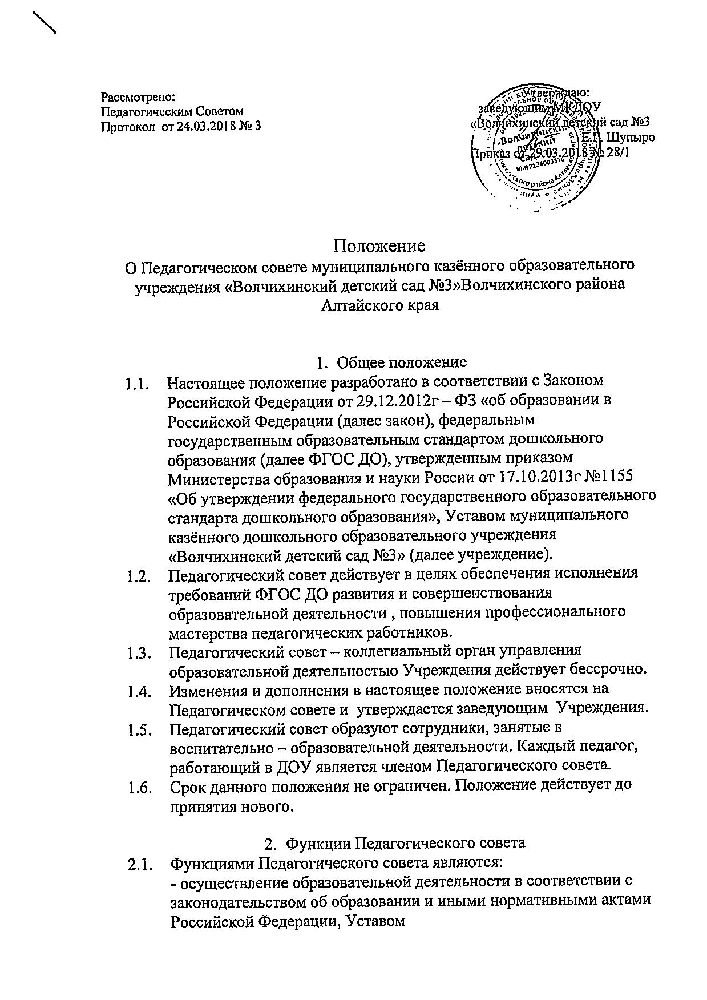 Рассмотрено:
Педагогическим Советом
Протокол от 24.03.2018 № 3
Утверждаю:
заведующим МКДОУ
«Волчихинский детский сад №3
Шупыро
Приказ от 29.03.2018 № 28/1
Волчихинский
детский
сад
ИНН 2236003516
Положение
О Педагогическом совете муниципального казённого образовательного
учреждения «Волчихинский детский сад №3»Волчихинского района
Алтайского края
1. Общее положение
1.1. Настоящее положение разработано в соответствии с Законом
Российской Федерации от 29.12.2012г – ФЗ «об образовании в
Российской Федерации (далее закон), федеральным
государственным образовательным стандартом дошкольного
образования (далее ФГОС ДО), утвержденным приказом
Министерства образования и науки России от 17.10.2013г №1155
«Об утверждении федерального государственного образовательного
стандарта дошкольного образования», Уставом муниципального
казённого дошкольного образовательного учреждения
«Волчихинский детский сад №3» (далее учреждение).
1.2. Педагогический совет действует в целях обеспечения исполнения
требований ФГОС ДО развития и совершенствования
образовательной деятельности , повышения профессионального
мастерства педагогических работников.
1.3. Педагогический совет – коллегиальный орган управления
образовательной деятельностью Учреждения действует бессрочно.
1.4. Изменения и дополнения в настоящее положение вносятся на
Педагогическом совете и утверждается заведующим Учреждения.
1.5. Педагогический совет образуют сотрудники, занятые в
воспитательно – образовательной деятельности. Каждый педагог,
работающий в ДОУ является членом Педагогического совета.
1.6. Срок данного положения не ограничен. Положение действует до
принятия нового.
2. Функции Педагогического совета
2.1. Функциями Педагогического совета являются:
- осуществление образовательной деятельности в соответствии с
законодательством об образовании и иными нормативными актами
Российской Федерации, Уставом